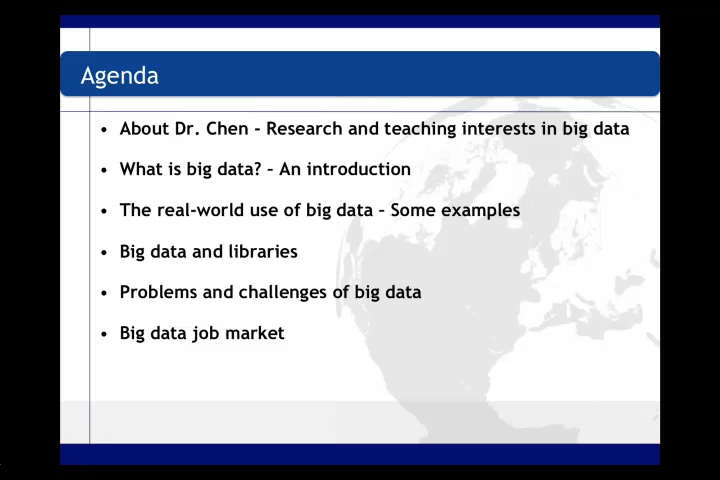 Agenda
• About Dr. Chen - Research and teaching interests in big data
• What is big data? – An introduction
• The real-world use of big data – Some examples
• Big data and libraries
• Problems and challenges of big data
• Big data job market